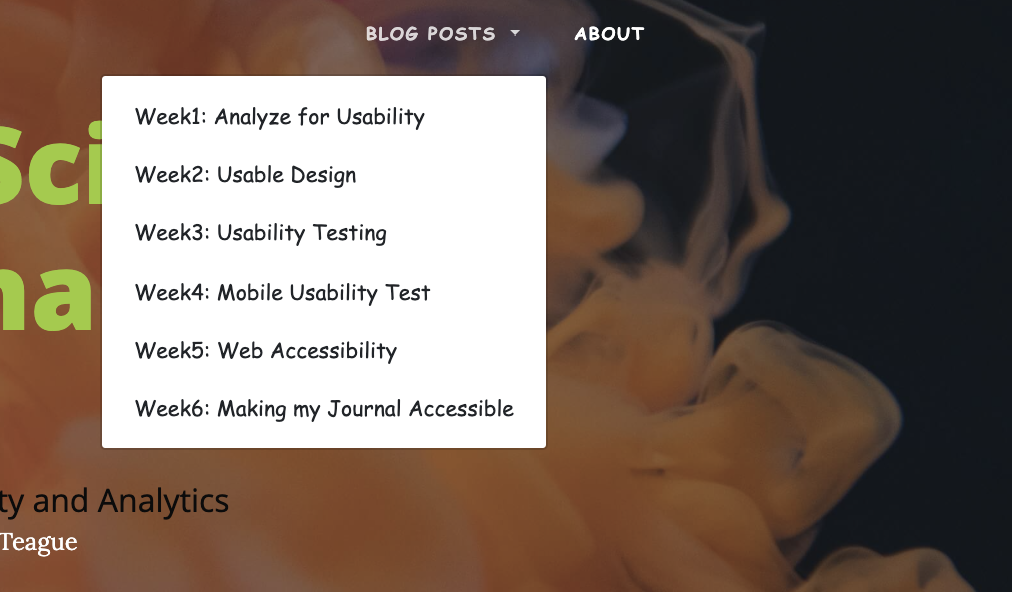 BLOG POSTS ABOUT
Week1: Analyze for Usability
Week2: Usable Design
Week3: Usability Testing
Week4: Mobile Usability Test
Week5: Web Accessibility
Week6: Making my Journal Accessible
Sci
na
ty and Analytics
Teague